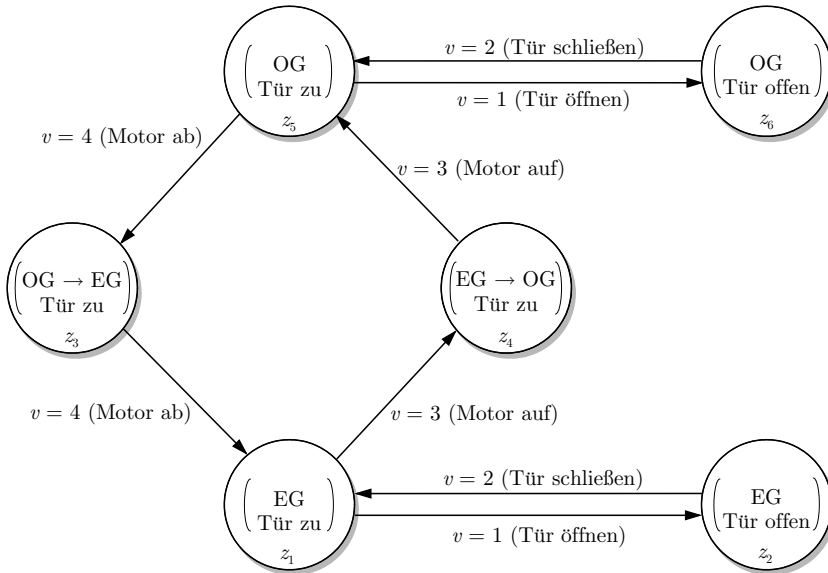 OG
Tür zu
z5
v = 2 (Tür schließen)
v = 1 (Tür öffnen)
OG
Tür offen
z6
v = 4 (Motor ab)
v = 3 (Motor auf)
OG → EG
Tür zu
z3
EG → OG
Tür zu
z4
v = 4 (Motor ab)
v = 3 (Motor auf)
EG
Tür zu
z1
v = 2 (Tür schließen)
v = 1 (Tür öffnen)
EG
Tür offen
z2